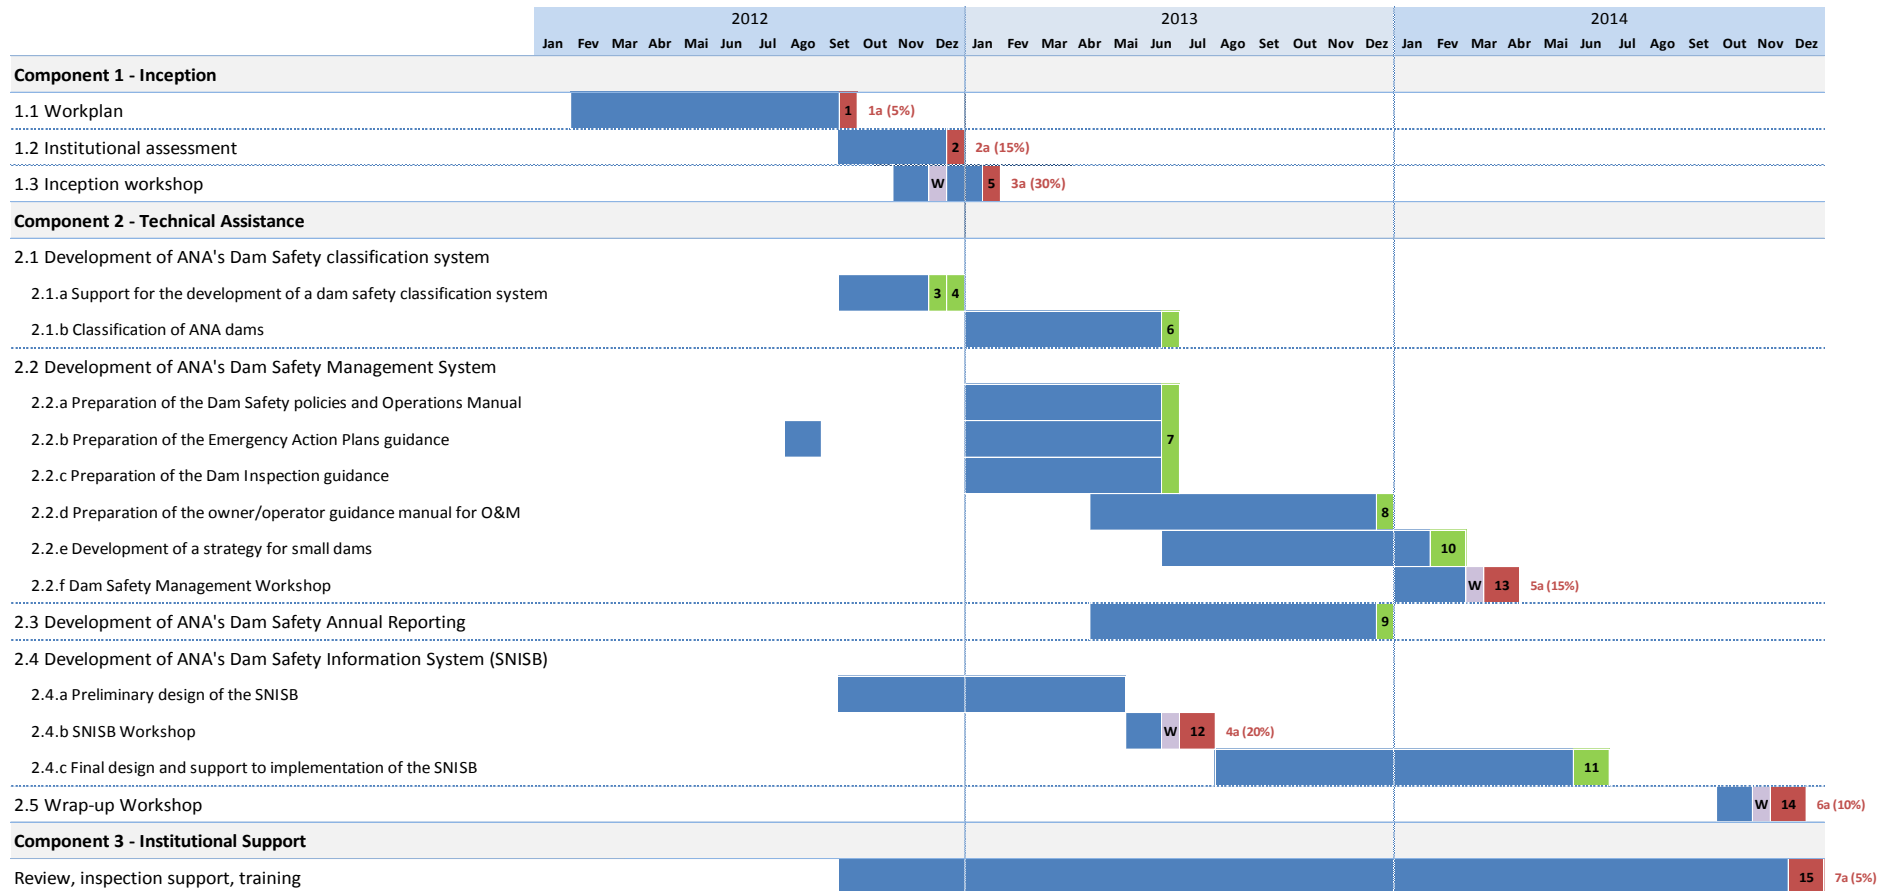 2012 2013 2014
Jan Fev Mar Abr Mai Jun Jul Ago Set Out Nov Dez Jan Fev Mar Abr Mai Jun Jul Ago Set Out Nov Dez Jan Fev Mar Abr Mai Jun Jul Ago Set Out Nov Dez
Component 1 - Inception
1.1 Workplan 1 1a (5%)
1.2 Institutional assessment 2 2a (15%)
1.3 Inception workshop W 5 3a (30%)
Component 2 - Technical Assistance
2.1 Development of ANA's Dam Safety classification system
2.1.a Support for the development of a dam safety classification system 3 4
2.1.b Classification of ANA dams 6
2.2 Development of ANA's Dam Safety Management System
2.2.a Preparation of the Dam Safety policies and Operations Manual
2.2.b Preparation of the Emergency Action Plans guidance 7
2.2.c Preparation of the Dam Inspection guidance
2.2.d Preparation of the owner/operator guidance manual for O&M 8
2.2.e Development of a strategy for small dams 10
2.2.f Dam Safety Management Workshop W 13 5a (15%)
2.3 Development of ANA's Dam Safety Annual Reporting 9
2.4 Development of ANA's Dam Safety Information System (SNISB)
2.4.a Preliminary design of the SNISB
2.4.b SNISB Workshop W 12 4a (20%)
2.4.c Final design and support to implementation of the SNISB 11
2.5 Wrap-up Workshop W 14 6a (10%)
Component 3 - Institutional Support
Review, inspection support, training 15 7a (5%)